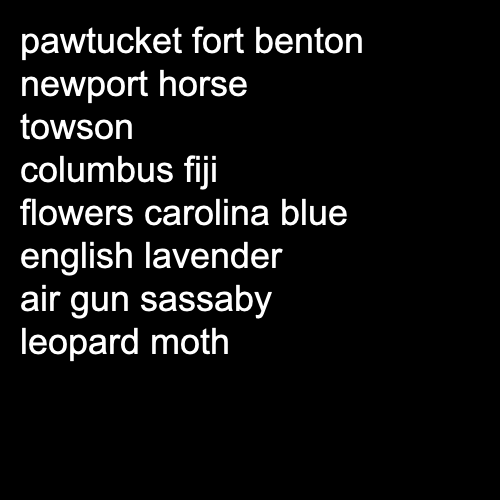 pawtucket fort benton
newport horse
towson
columbus fiji
flowers carolina blue
english lavender
air gun sassaby
leopard moth